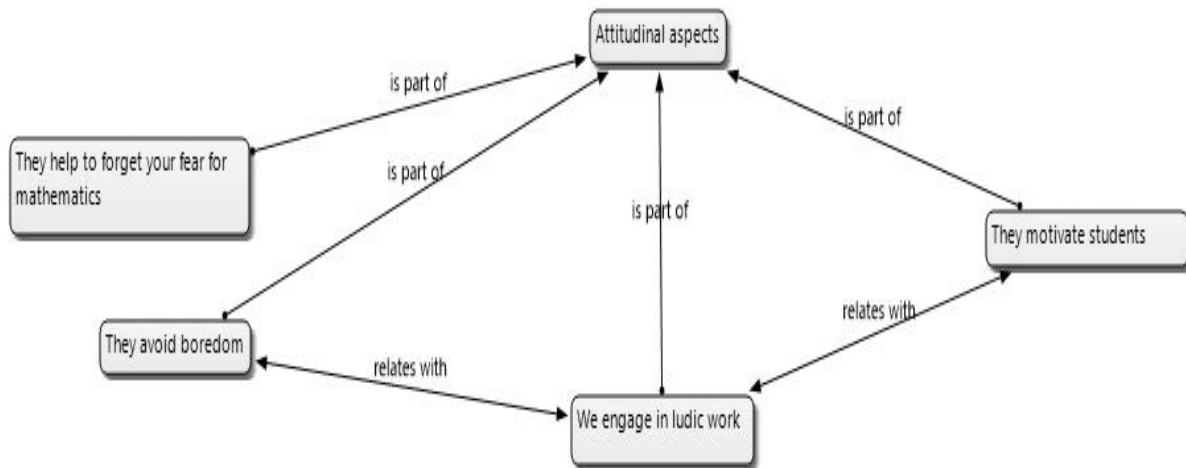 Attitudinal aspects
is part of
is part of
They help to forget your fear for
mathematics
is part of
is part of
They motivate students
relates with
They avoid boredom
relates with
We engage in ludic work